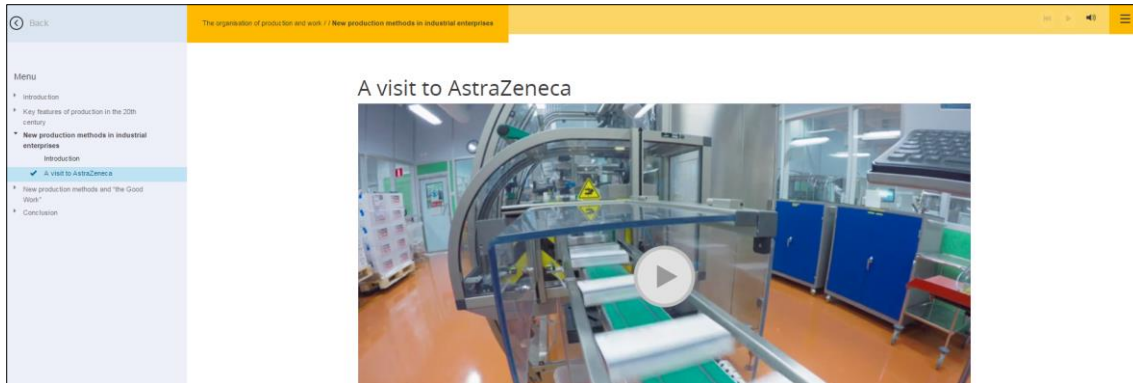 Back
The organisation of production and work / / New production methods in industrial enterprises
Menu
Introduction
Key features of production in the 20th
century
New production methods in industrial
enterprises
Introduction
A visit to AstraZeneca
New production methods and "the Good
Work"
Conclusion
A visit to AstraZeneca